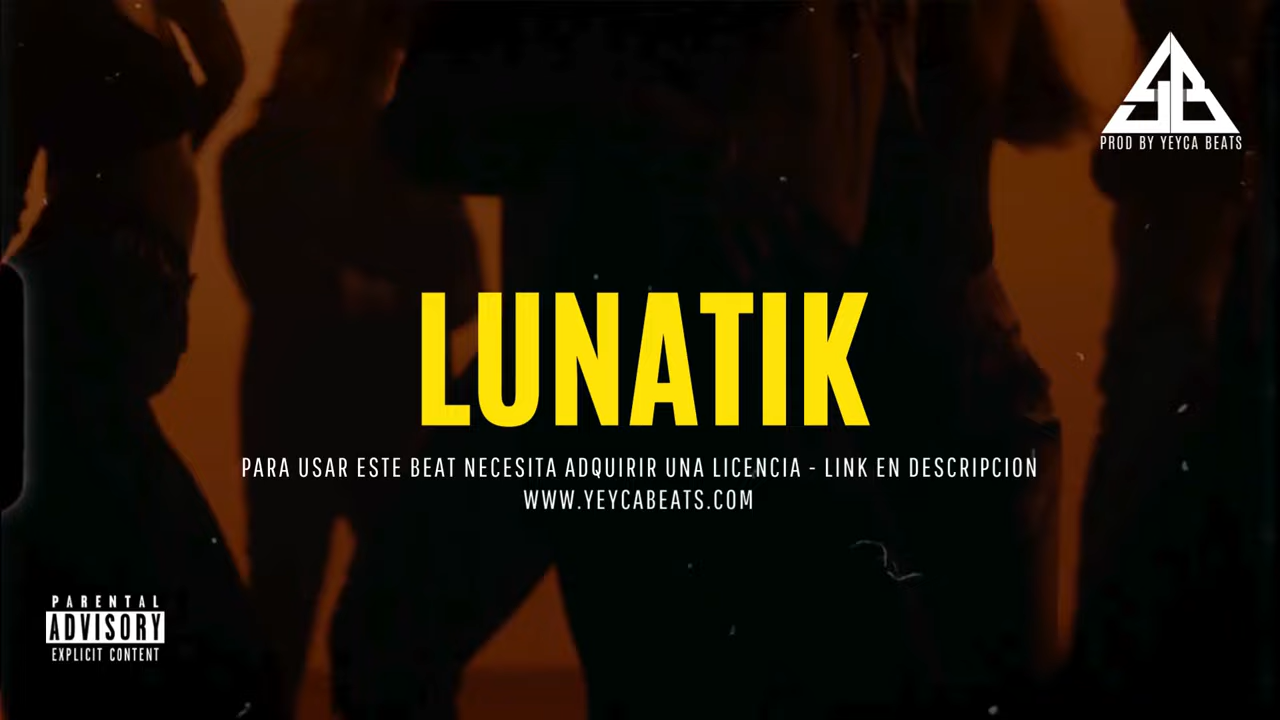 YB
PROD BY YEYCA BEATS
LUNATIK
PARA USAR ESTE BEAT NECESITA ADQUIRIR UNA LICENCIA - LINK EN DESCRIPCION
WWW.YEYCABEATS.COM
PARENTAL
ADVISORY
EXPLICIT CONTENT